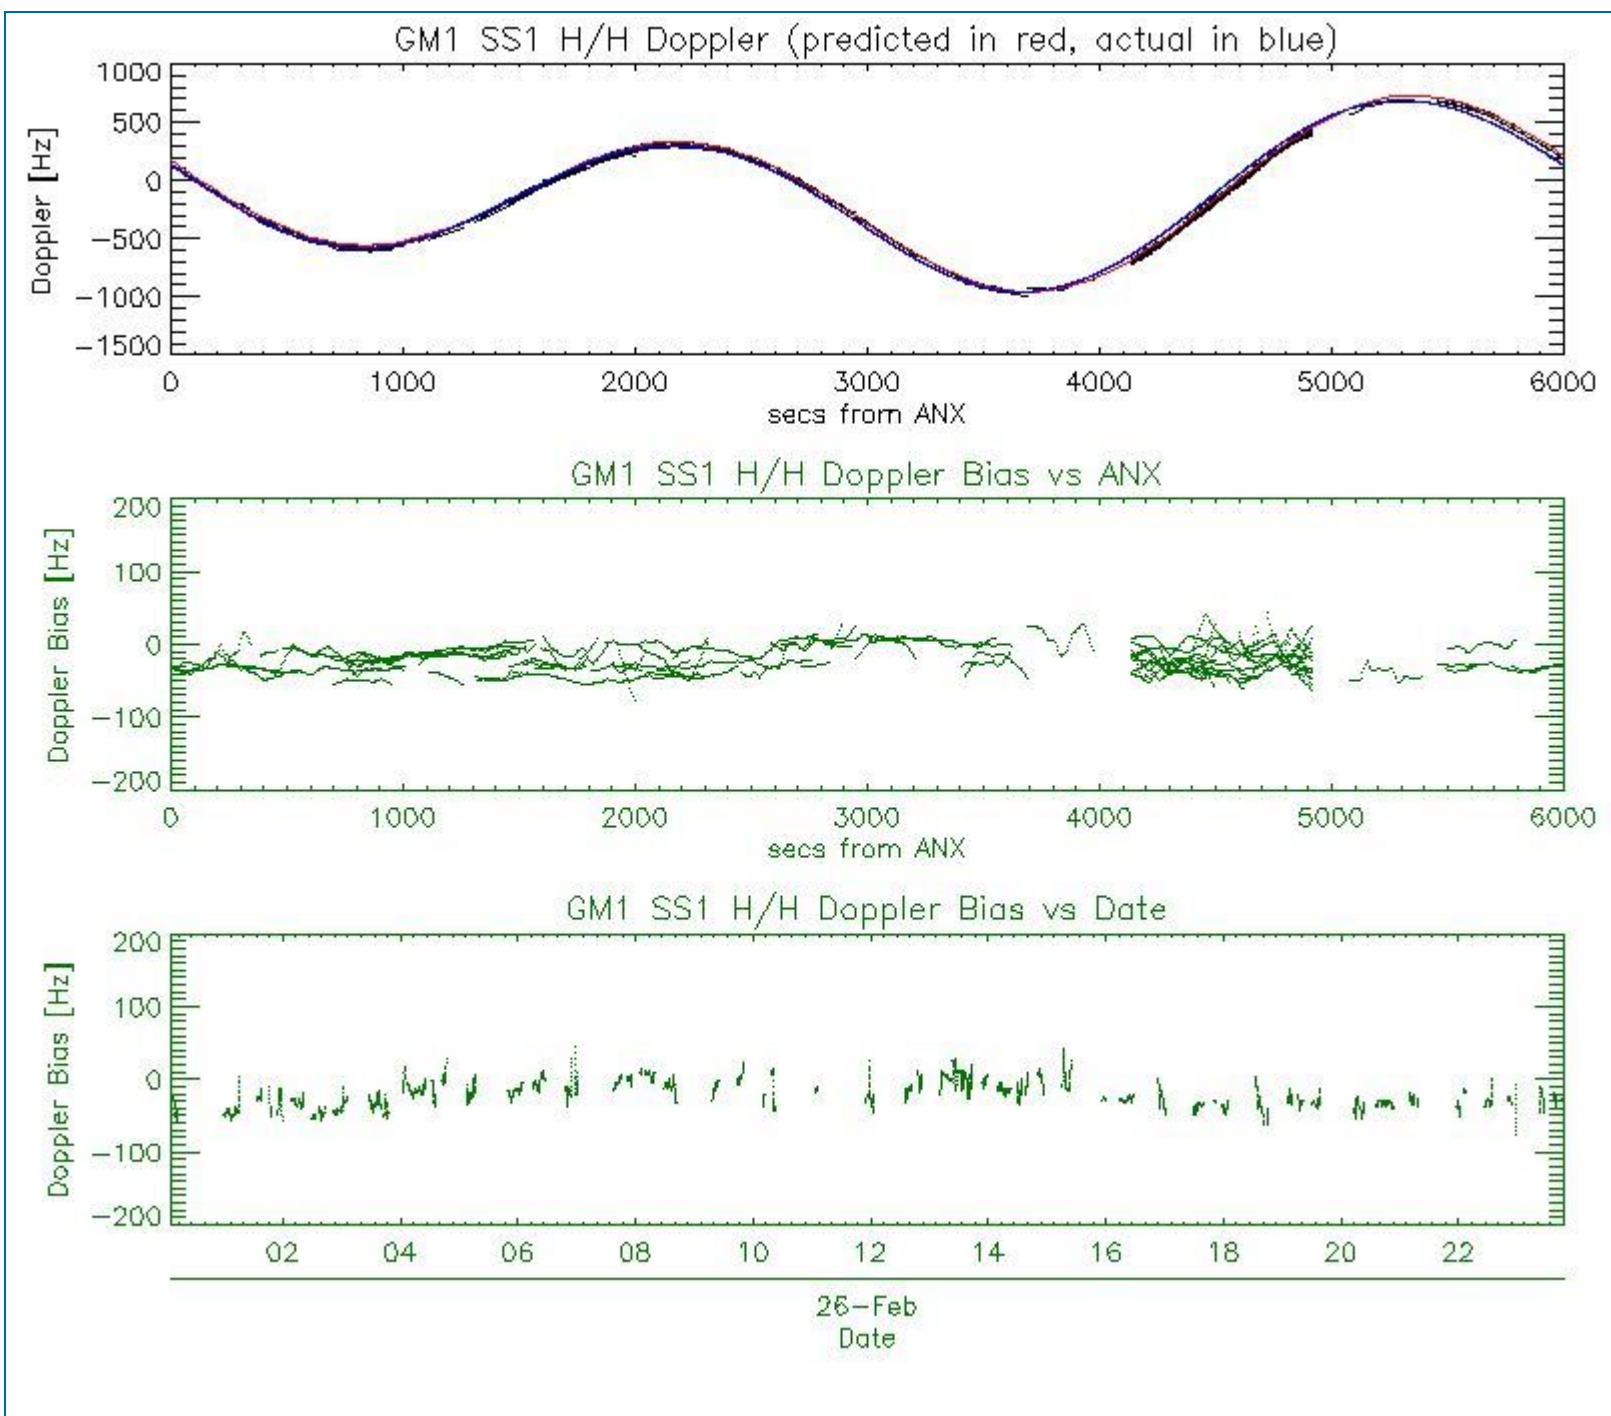 GM1 SS1 H/H Doppler (predicted in red, actual in blue)
Doppler [Hz]
1000
500
0
−500
−1000
−1500
0 1000 2000 3000 4000 5000 6000
secs from ANX
GM1 SS1 H/H Doppler Bias vs ANX
Doppler Bias [Hz]
200
100
0
−100
−200
0 1000 2000 3000 4000 5000 6000
secs from ANX
GM1 SS1 H/H Doppler Bias vs Date
Doppler Bias [Hz]
200
100
0
−100
−200
02 04 06 08 10 12 14 16 18 20 22
26−Feb
Date